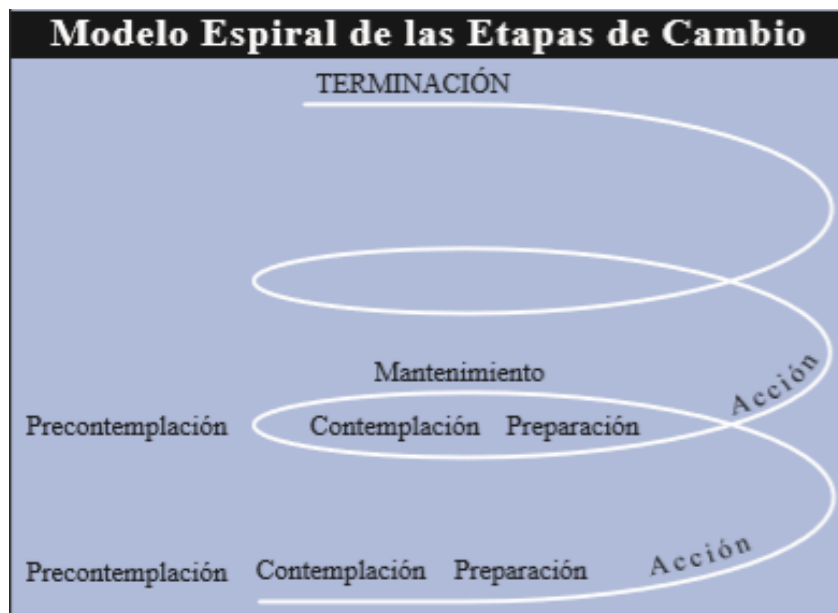 Modelo Espiral de las Etapas de Cambio
TERMINACIÓN
Mantenimiento
Acción
Precontemplación Contemplación Preparación
Precontemplación Contemplación Preparación Acción